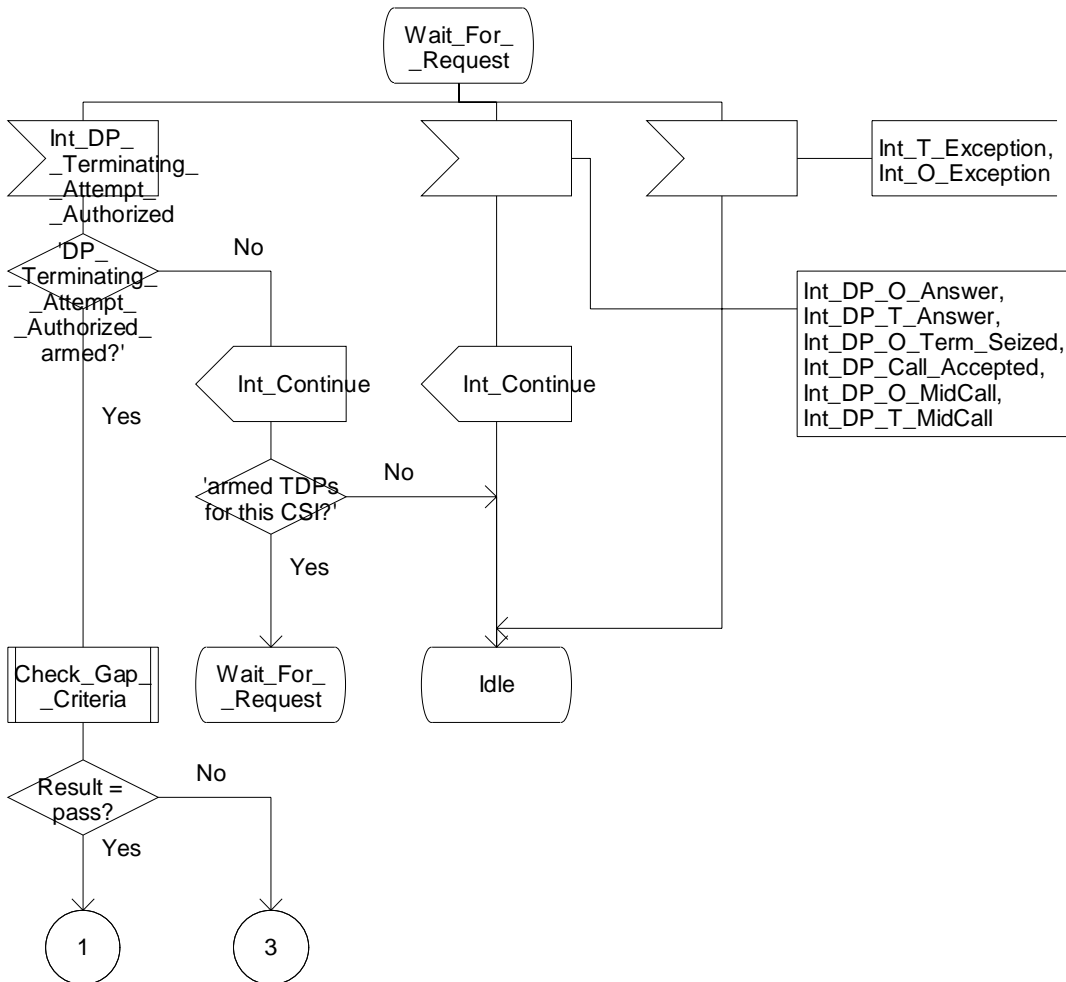 Wait_For_
_Request
Int_DP_
_Terminating_
_Attempt_
_Authorized
Int_T_Exception,
Int_O_Exception
'DP_
_Terminating_
_Attempt_
_Authorized_
armed?'
No
Int_DP_O_Answer,
Int_DP_T_Answer,
Int_DP_O_Term_Seized,
Int_DP_Call_Accepted,
Int_DP_O_MidCall,
Int_DP_T_MidCall
Yes
Int_Continue
Int_Continue
'armed TDPs
for this CSI?'
No
Yes
Check_Gap_
_Criteria
Wait_For_
_Request
Idle
Result =
pass?
No
Yes
1
3